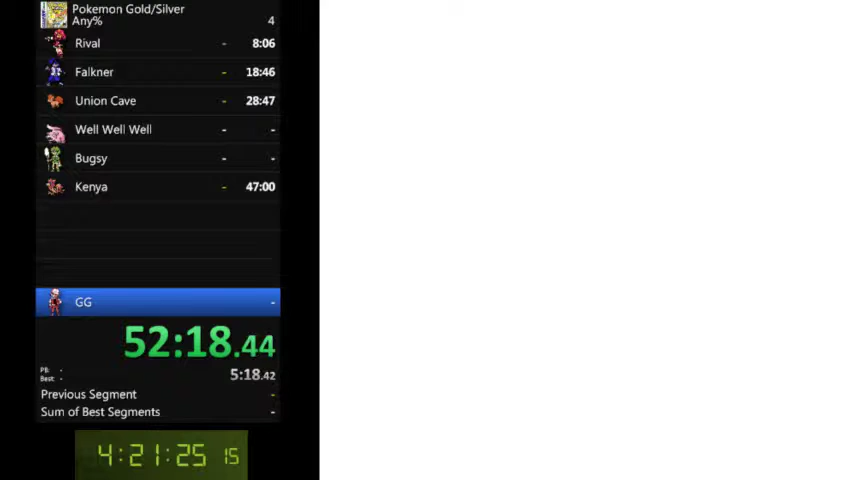 Pokemon Gold/Silver
Any% 4
Rival - 8:06
Falkner - 18:46
Union Cave - 28:47
Well Well Well - -
Bugsy - -
Kenya - 47:00
GG -
52:18.44
PB: -
Best: - 5:18.42
Previous Segment -
Sum of Best Segments -
4:21:25 15